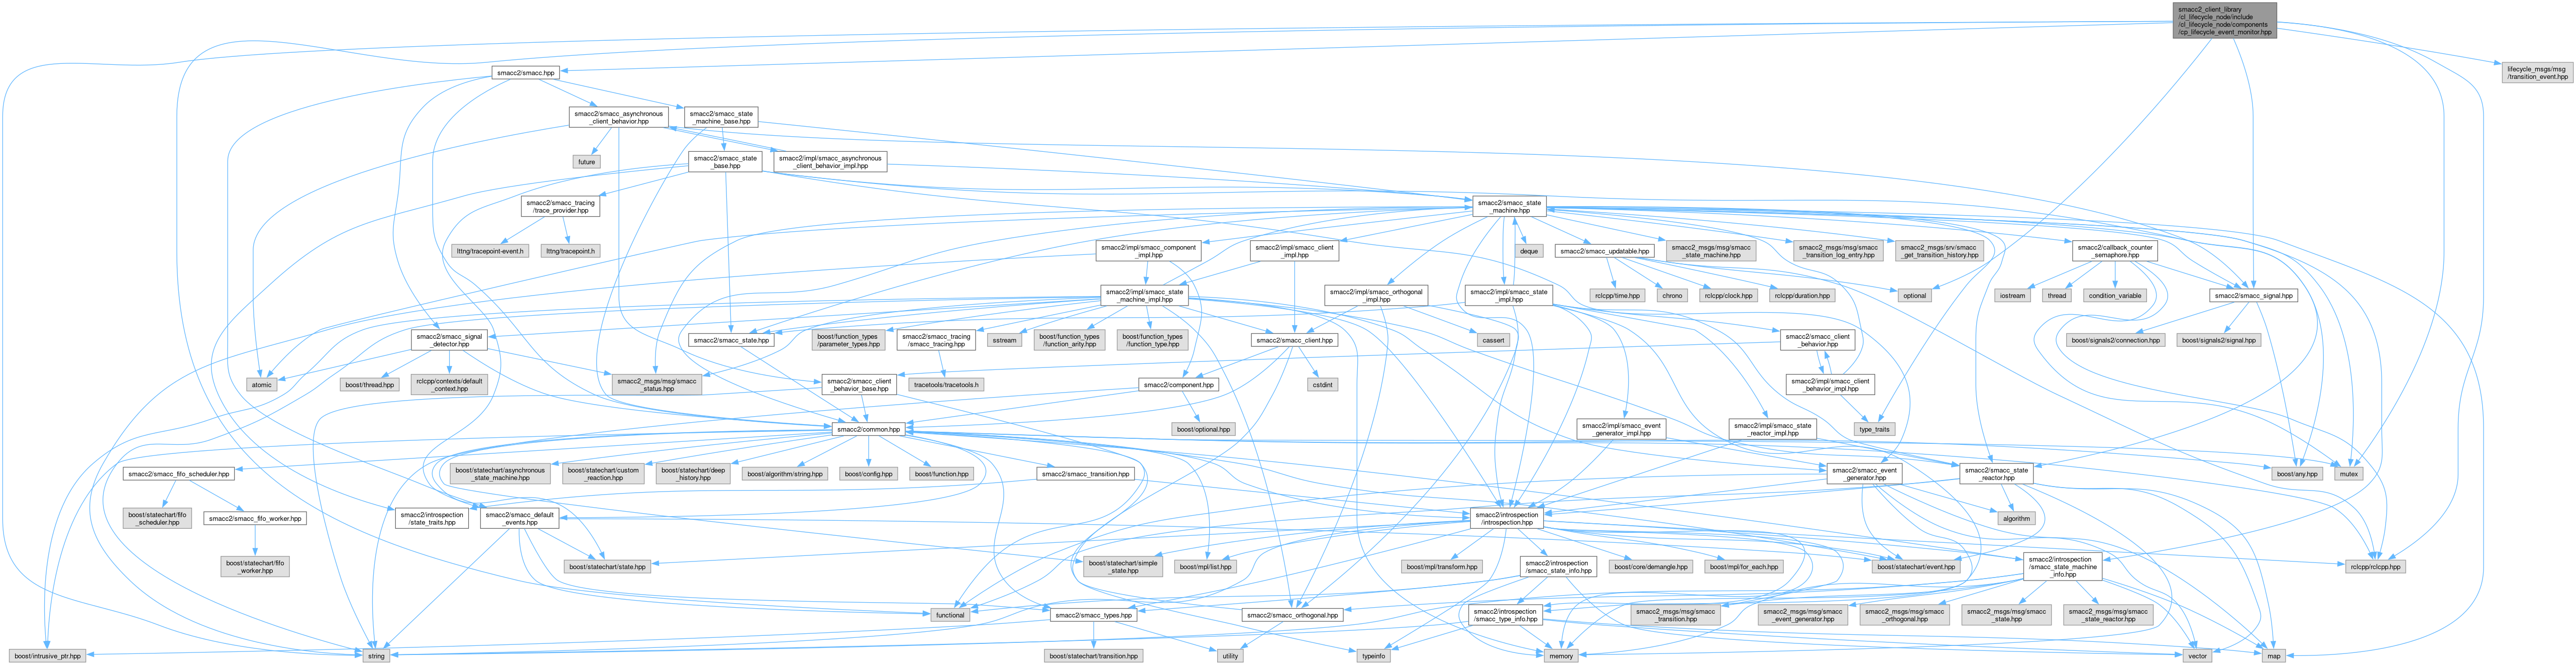 smacc2_client_library
/cl_lifecycle_node/include
/cl_lifecycle_node/components
/cp_lifecycle_event_monitor.hpp
smacc2/smacc.hpp
lifecycle_msgs/msg
/transition_event.hpp
smacc2/smacc_asynchronous
_client_behavior.hpp
smacc2/smacc_state
_machine_base.hpp
future
smacc2/smacc_state
_base.hpp
smacc2/impl/smacc_asynchronous
_client_behavior_impl.hpp
smacc2/smacc_tracing
/trace_provider.hpp
smacc2/smacc_state
_machine.hpp
lttng/tracepoint-event.h
lttng/tracepoint.h
smacc2/impl/smacc_component
_impl.hpp
smacc2/impl/smacc_client
_impl.hpp
deque
smacc2/smacc_updatable.hpp
smacc2_msgs/msg/smacc
_state_machine.hpp
smacc2_msgs/msg/smacc
_transition_log_entry.hpp
smacc2_msgs/srv/smacc
_get_transition_history.hpp
smacc2/callback_counter
_semaphore.hpp
smacc2/impl/smacc_state
_machine_impl.hpp
smacc2/impl/smacc_orthogonal
_impl.hpp
smacc2/impl/smacc_state
_impl.hpp
rclcpp/time.hpp
chrono
rclcpp/clock.hpp
rclcpp/duration.hpp
optional
iostream
thread
condition_variable
smacc2/smacc_signal.hpp
smacc2/smacc_signal
_detector.hpp
smacc2/smacc_state.hpp
boost/function_types
/parameter_types.hpp
smacc2/smacc_tracing
/smacc_tracing.hpp
sstream
boost/function_types
/function_arity.hpp
boost/function_types
/function_type.hpp
smacc2/smacc_client.hpp
cassert
smacc2/smacc_client
_behavior.hpp
boost/signals2/connection.hpp
boost/signals2/signal.hpp
atomic
boost/thread.hpp
rclcpp/contexts/default
_context.hpp
smacc2_msgs/msg/smacc
_status.hpp
smacc2/smacc_client
_behavior_base.hpp
tracetools/tracetools.h
smacc2/component.hpp
cstdint
smacc2/impl/smacc_client
_behavior_impl.hpp
smacc2/common.hpp
boost/optional.hpp
smacc2/impl/smacc_event
_generator_impl.hpp
smacc2/impl/smacc_state
_reactor_impl.hpp
type_traits
smacc2/smacc_fifo_scheduler.hpp
boost/statechart/asynchronous
_state_machine.hpp
boost/statechart/custom
_reaction.hpp
boost/statechart/deep
_history.hpp
boost/algorithm/string.hpp
boost/config.hpp
boost/function.hpp
smacc2/smacc_transition.hpp
smacc2/smacc_event
_generator.hpp
smacc2/smacc_state
_reactor.hpp
boost/any.hpp
mutex
boost/statechart/fifo
_scheduler.hpp
smacc2/smacc_fifo_worker.hpp
smacc2/introspection
/state_traits.hpp
smacc2/smacc_default
_events.hpp
smacc2/introspection
/introspection.hpp
algorithm
boost/statechart/fifo
_worker.hpp
boost/statechart/state.hpp
boost/statechart/simple
_state.hpp
boost/mpl/list.hpp
boost/mpl/transform.hpp
smacc2/introspection
/smacc_state_info.hpp
boost/core/demangle.hpp
boost/mpl/for_each.hpp
boost/statechart/event.hpp
smacc2/introspection
/smacc_state_machine
_info.hpp
rclcpp/rclcpp.hpp
functional
smacc2/smacc_types.hpp
smacc2/smacc_orthogonal.hpp
smacc2/introspection
/smacc_type_info.hpp
smacc2_msgs/msg/smacc
_transition.hpp
smacc2_msgs/msg/smacc
_event_generator.hpp
smacc2_msgs/msg/smacc
_orthogonal.hpp
smacc2_msgs/msg/smacc
_state.hpp
smacc2_msgs/msg/smacc
_state_reactor.hpp
boost/intrusive_ptr.hpp
string
boost/statechart/transition.hpp
utility
typeinfo
memory
vector
map